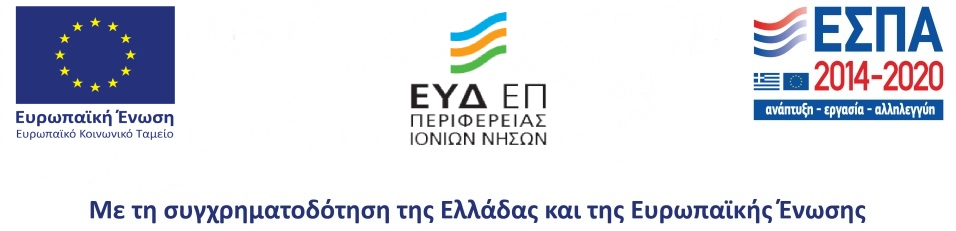 Ευρωπαϊκή Ένωση
Ευρωπαϊκό Κοινωνικό Ταμείο
ΕΥΔ ΕΠ
ΠΕΡΙΦΕΡΕΙΑΣ
ΙΟΝΙΩΝ ΝΗΣΩΝ
ΕΣΠΑ
2014-2020
ανάπτυξη - εργασία - αλληλεγγύη
Με τη συγχρηματοδότηση της Ελλάδας και της Ευρωπαϊκής Ένωσης